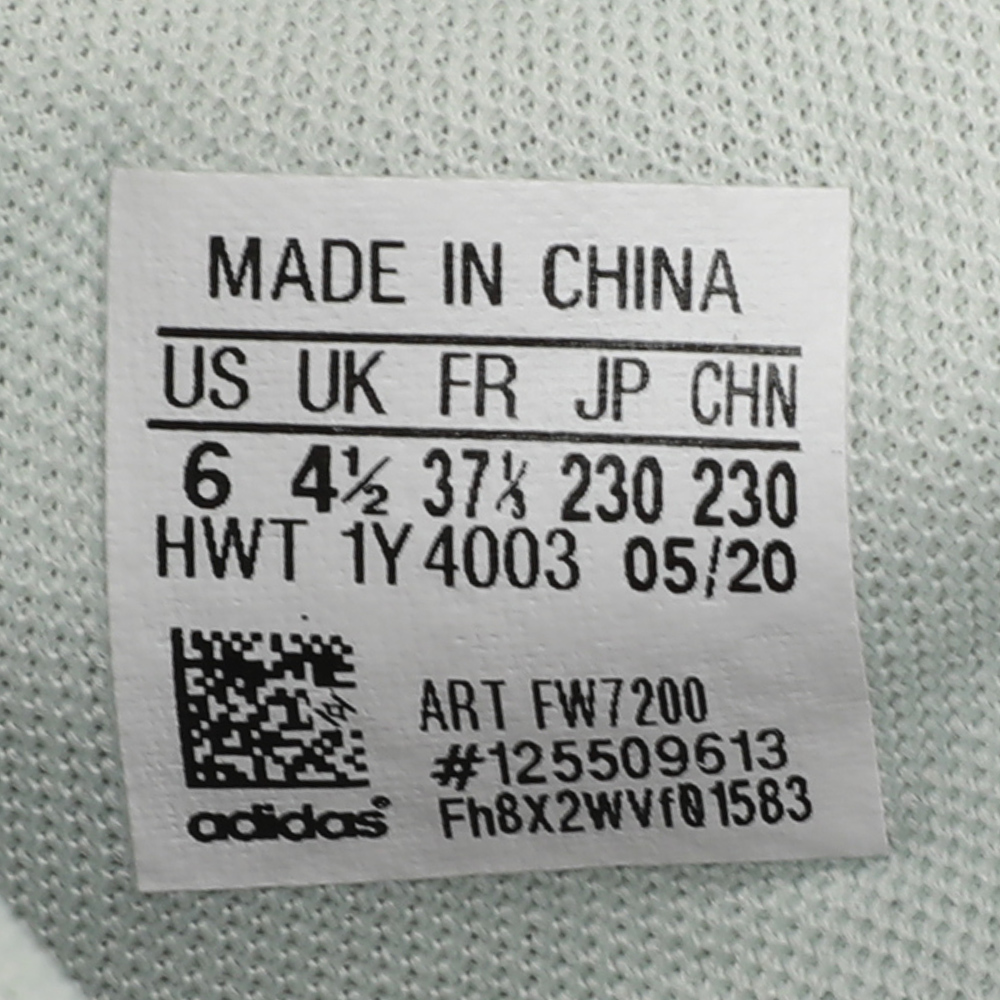 MADE IN CHINA
US UK FR JP CHN
6 4½ 37⅓ 230 230
HWT 1Y4003 05/20
ART FW7200
#125509613
Fh8X2WVf01583
adidas®